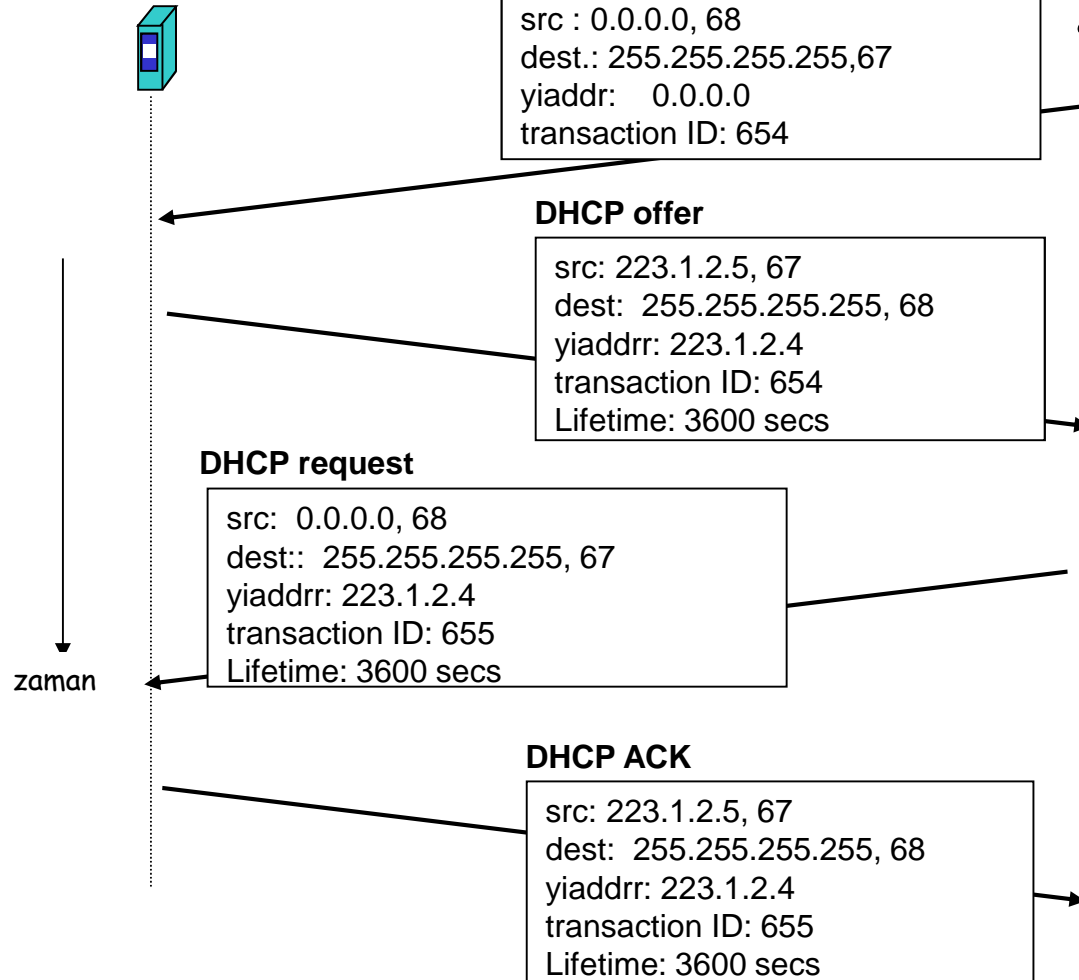 src : 0.0.0.0, 68
dest.: 255.255.255.255,67
yiaddr: 0.0.0.0
transaction ID: 654
DHCP offer
src: 223.1.2.5, 67
dest: 255.255.255.255, 68
yiaddrr: 223.1.2.4
transaction ID: 654
Lifetime: 3600 secs
DHCP request
src: 0.0.0.0, 68
dest:: 255.255.255.255, 67
yiaddrr: 223.1.2.4
transaction ID: 655
Lifetime: 3600 secs
zaman
DHCP ACK
src: 223.1.2.5, 67
dest: 255.255.255.255, 68
yiaddrr: 223.1.2.4
transaction ID: 655
Lifetime: 3600 secs